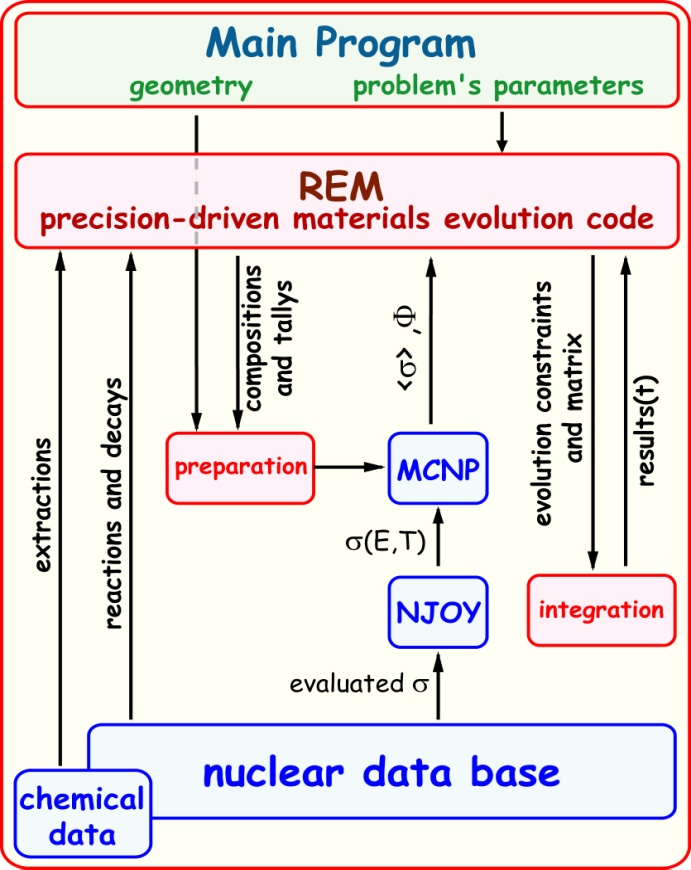 Main Program
geometry
problem's parameters
REM
precision-driven materials evolution code
extractions
reactions and decays
compositions
and tallys
<σ> ,Φ
evolution constraints
and matrix
results(t)
preparation
MCNP
σ(E,T)
NJOY
integration
evaluated σ
nuclear data base
chemical
data